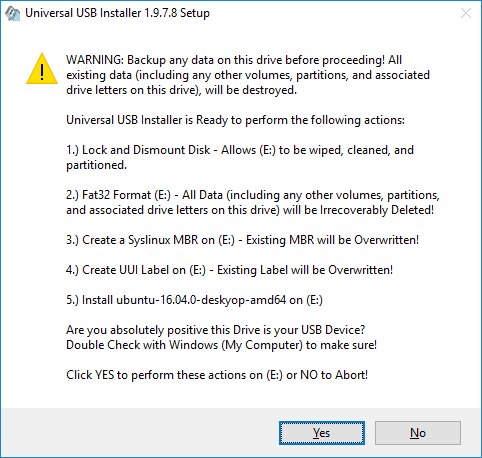 Universal USB Installer 1.9.7.8 Setup
WARNING: Backup any data on this drive before proceeding! All
existing data (including any other volumes, partitions, and associated
drive letters on this drive), will be destroyed.
Universal USB Installer is Ready to perform the following actions:
1.) Lock and Dismount Disk - Allows (E:) to be wiped, cleaned, and
partitioned.
2.) Fat32 Format (E:) - All Data (including any other volumes, partitions,
and associated drive letters on this drive) will be Irrecoverably Deleted!
3.) Create a Syslinux MBR on (E:) - Existing MBR will be Overwritten!
4.) Create UUI Label on (E:) - Existing Label will be Overwritten!
5.) Install ubuntu-16.04.0-deskyop-amd64 on (E:)
Are you absolutely positive this Drive is your USB Device?
Double Check with Windows (My Computer) to make sure!
Click YES to perform these actions on (E:) or NO to Abort!
Yes
No